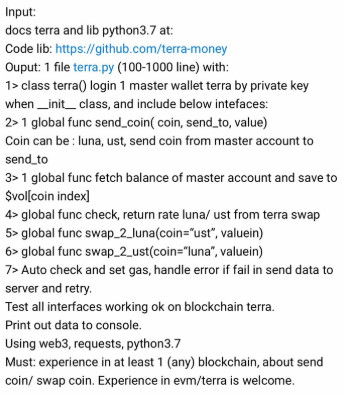 Input:
docs terra and lib python3.7 at:
Code lib: https://github.com/terra-money
Ouput: 1 file terra.py (100-1000 line) with:
1> class terra() login 1 master wallet terra by private key
when __init__ class, and include below intefaces:
2> 1 global func send_coin( coin, send_to, value)
Coin can be : luna, ust, send coin from master account to
send_to
3> 1 global func fetch balance of master account and save to
$vol[coin index]
4> global func check, return rate luna/ ust from terra swap
5> global func swap_2_luna(coin="ust", valuein)
6> global func swap_2_ust(coin="luna", valuein)
7> Auto check and set gas, handle error if fail in send data to
server and retry.
Test all interfaces working ok on blockchain terra.
Print out data to console.
Using web3, requests, python3.7
Must: experience in at least 1 (any) blockchain, about send
coin/ swap coin. Experience in evm/terra is welcome.